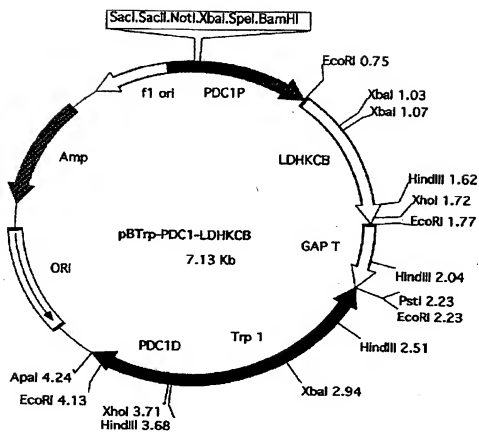 SacI.SacII.NotI.XbaI.SpeI.BamHI
EcoRI 0.75
f1 ori
PDC1P
XbaI 1.03
XbaI 1.07
Amp
LDHKCB
HindIII 1.62
XhoI 1.72
EcoRI 1.77
pBTrp-PDC1-LDHKCB
7.13 Kb
GAP T
ORI
HindIII 2.04
PstI 2.23
EcoRI 2.23
Trp 1
PDC1D
HindIII 2.51
ApaI 4.24
EcoRI 4.13
XbaI 2.94
XhoI 3.71
HindIII 3.68